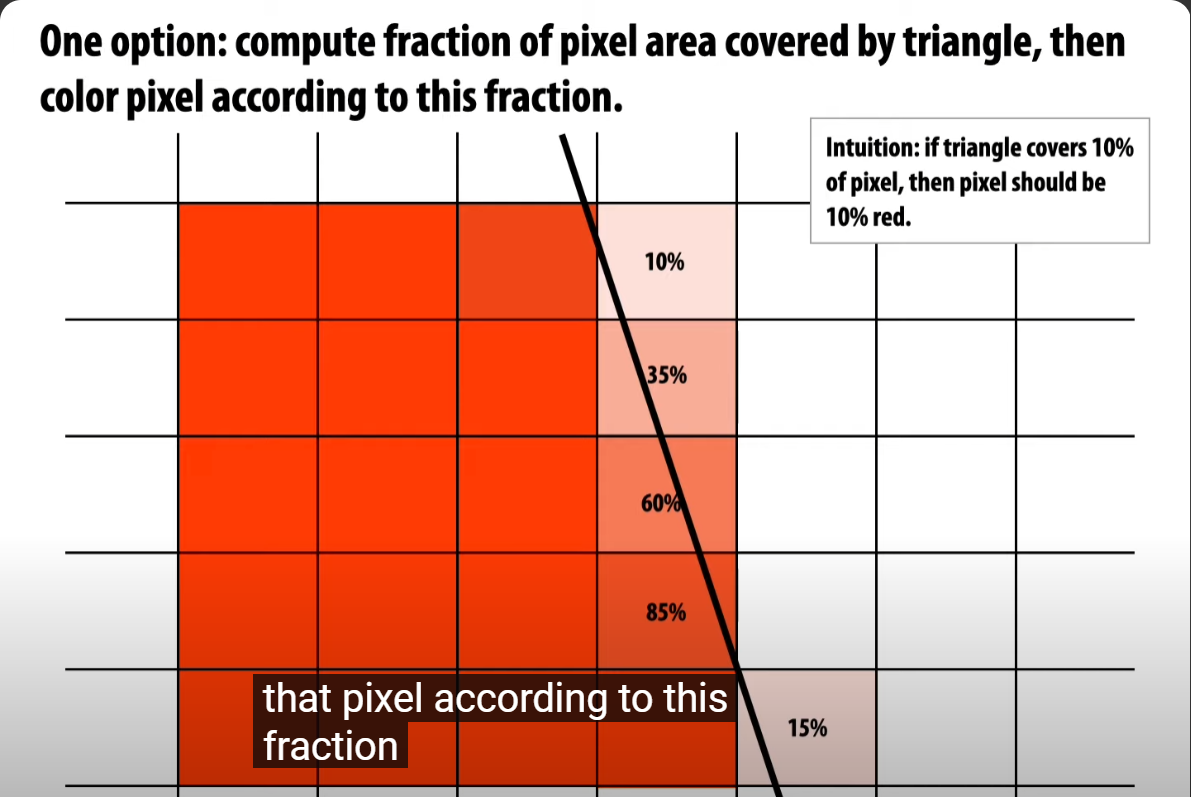 One option: compute fraction of pixel area covered by triangle, then
color pixel according to this fraction.
Intuition: if triangle covers 10%
of pixel, then pixel should be
10% red.
10%
35%
60%
85%
15%
that pixel according to this
fraction